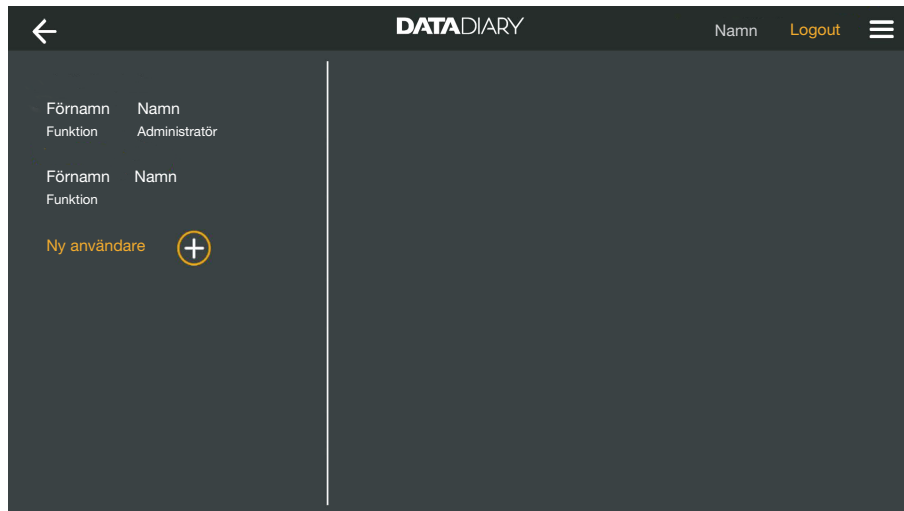 DATADIARY
Namn Logout
Förnamn Namn
Funktion Administratör
Förnamn Namn
Funktion
Ny användare